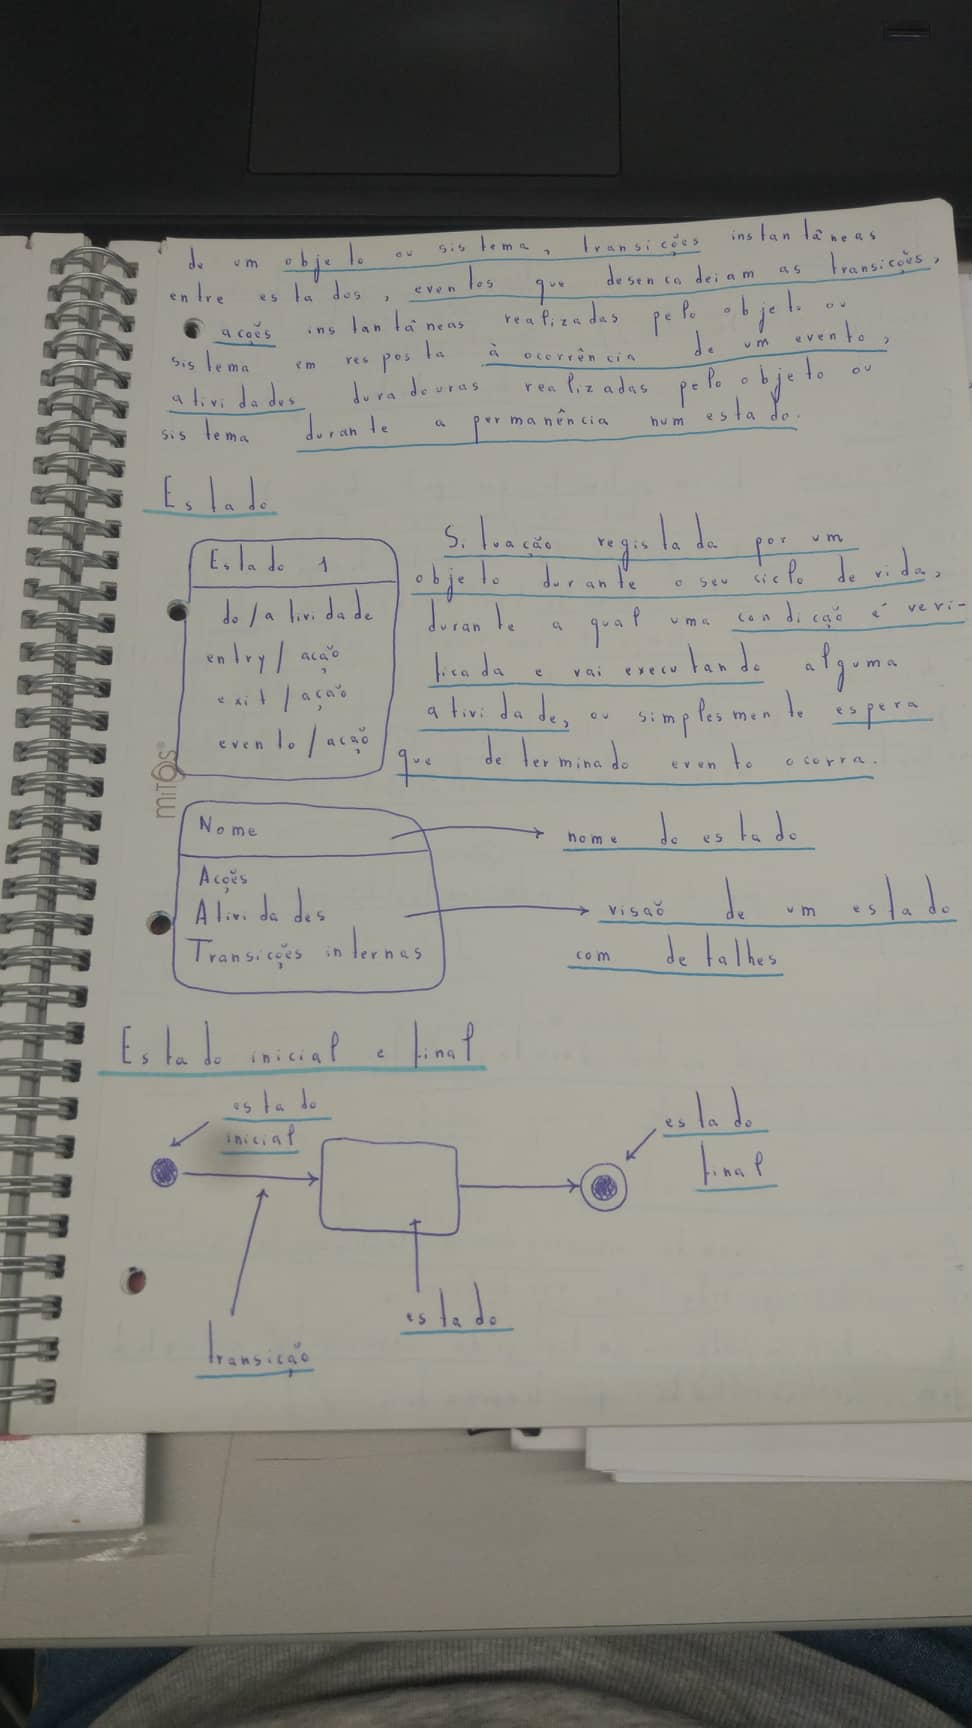 de um objeto ou sistema, transições instantâneas
entre estados, eventos que desencadeiam as transições,
ações instantâneas realizadas pelo objeto ou
sistema em resposta à ocorrência de um evento,
atividades duradouras realizadas pelo objeto ou
sistema durante a permanência num estado.
Estado
Estado 1
do/atividade
entry/ação
exit/ação
evento/ação
Situação registada por um
objeto durante o seu siclo de vida,
durante a qual uma condição é veri-
ficada e vai executando alguma
atividade, ou simplesmente espera
que determinado evento ocorra.
mitos®
Nome
nome do estado
Ações
Atividades
Transições internas
visão de um estado
com detalhes
Estado inicial e final
estado
inicial
estado
final
estado
transição